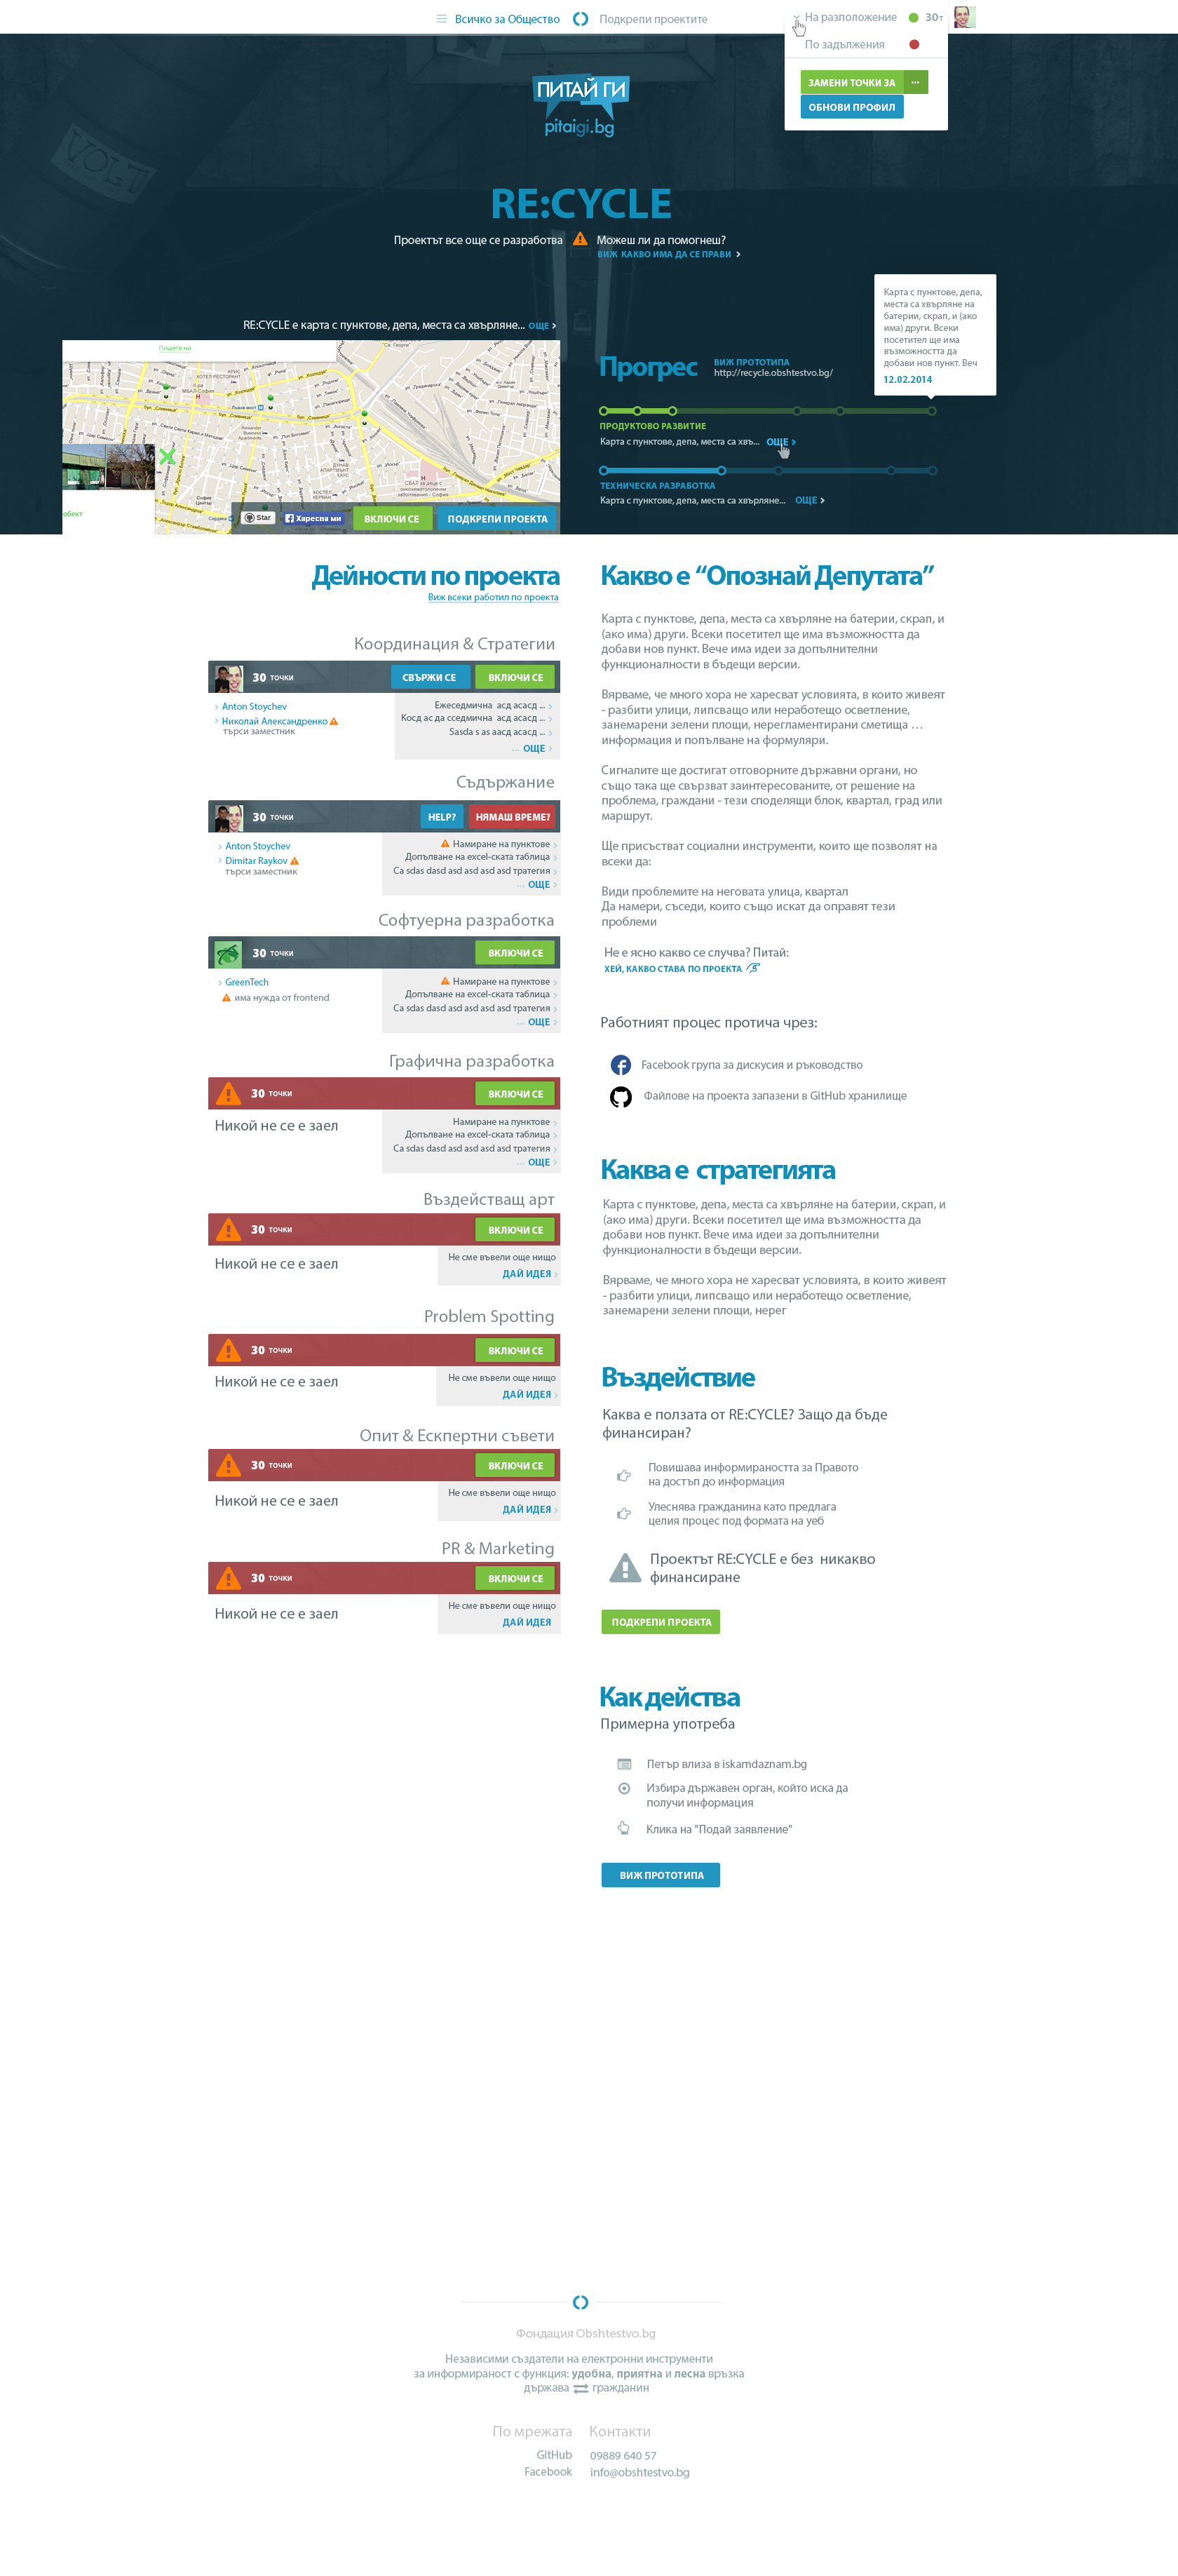 Всичко за Общество
Подкрепи проектите
На разположение 30т
По задължения
ЗАМЕНИ ТОЧКИ ЗА ...
ОБНОВИ ПРОФИЛ
ПИТАЙ ГИ
pitaigi.bg
RE:CYCLE
Проектът все още се разработва
Можеш ли да помогнеш?
ВИЖ КАКВО ИМА ДА СЕ ПРАВИ
RE:CYCLE е карта с пунктове, депа, места са хвърляне... ОЩЕ
Пишете ни
обект
Star
Харесва ми
ВКЛЮЧИ СЕ
ПОДКРЕПИ ПРОЕКТА
Прогрес
ВИЖ ПРОТОТИПА
http://recycle.obshtestvo.bg/
Карта с пунктове, депа,
места са хвърляне на
батерии, скрап, и (ако
има) други. Всеки
посетител ще има
възможността да
добави нов пункт. Веч
12.02.2014
ПРОДУКТОВО РАЗВИТИЕ
Карта с пунктове, депа, места са хвъ... ОЩЕ
ТЕХНИЧЕСКА РАЗРАБОТКА
Карта с пунктове, депа, места са хвърляне... ОЩЕ
Дейности по проекта
Виж всеки работил по проекта
Координация & Стратегии
30 точки
СВЪРЖИ СЕ
ВКЛЮЧИ СЕ
Anton Stoychev
Николай Александренко
търси заместник
Ежеседмична асд асасд ...
Косд ас да сседмична асд асасд ...
Sasda s as аасд асасд ...
... ОЩЕ
Съдържание
30 точки
HELP?
НЯМАШ ВРЕМЕ?
Anton Stoychev
Dimitar Raykov
търси заместник
Намиране на пунктове
Допълване на excel-ската таблица
Ca sdas dasd asd asd asd asd тратегия
... ОЩЕ
Софтуерна разработка
30 точки
ВКЛЮЧИ СЕ
GreenTech
има нужда от frontend
Намиране на пунктове
Допълване на excel-ската таблица
Ca sdas dasd asd asd asd asd тратегия
... ОЩЕ
Графична разработка
30 точки
ВКЛЮЧИ СЕ
Никой не се е заел
Намиране на пунктове
Допълване на excel-ската таблица
Ca sdas dasd asd asd asd asd тратегия
... ОЩЕ
Въздействащ арт
30 точки
ВКЛЮЧИ СЕ
Никой не се е заел
Не сме въвели още нищо
ДАЙ ИДЕЯ
Problem Spotting
30 точки
ВКЛЮЧИ СЕ
Никой не се е заел
Не сме въвели още нищо
ДАЙ ИДЕЯ
Опит & Ескпертни съвети
30 точки
ВКЛЮЧИ СЕ
Никой не се е заел
Не сме въвели още нищо
ДАЙ ИДЕЯ
PR & Marketing
30 точки
ВКЛЮЧИ СЕ
Никой не се е заел
Не сме въвели още нищо
ДАЙ ИДЕЯ
Какво е “Опознай Депутата”
Карта с пунктове, депа, места са хвърляне на батерии, скрап, и
(ако има) други. Всеки посетител ще има възможността да
добави нов пункт. Вече има идеи за допълнителни
функционалности в бъдещи версии.
Вярваме, че много хора не харесват условията, в които живеят
- разбити улици, липсващо или неработещо осветление,
занемарени зелени площи, нерегламентирани сметища …
информация и попълване на формуляри.
Сигналите ще достигат отговорните държавни органи, но
също така ще свързват заинтересованите, от решение на
проблема, граждани - тези споделящи блок, квартал, град или
маршрут.
Ще присъстват социални инструменти, които ще позволят на
всеки да:
Види проблемите на неговата улица, квартал
Да намери, съседи, които също искат да оправят тези
проблеми
Не е ясно какво се случва? Питай:
ХЕЙ, КАКВО СТАВА ПО ПРОЕКТА
Работният процес протича чрез:
Facebook група за дискусия и ръководство
Файлове на проекта запазени в GitHub хранилище
Каква е стратегията
Карта с пунктове, депа, места са хвърляне на батерии, скрап, и
(ако има) други. Всеки посетител ще има възможността да
добави нов пункт. Вече има идеи за допълнителни
функционалности в бъдещи версии.
Вярваме, че много хора не харесват условията, в които живеят
- разбити улици, липсващо или неработещо осветление,
занемарени зелени площи, нерег
Въздействие
Каква е ползата от RE:CYCLE? Защо да бъде
финансиран?
Повишава информираността за Правото
на достъп до информация
Улеснява гражданина като предлага
целия процес под формата на уеб
Проектът RE:CYCLE е без никакво
финансиране
ПОДКРЕПИ ПРОЕКТА
Как действа
Примерна употреба
Петър влиза в iskamdaznam.bg
Избира държавен орган, който иска да
получи информация
Клика на "Подай заявление"
ВИЖ ПРОТОТИПА
Фондация Obshtestvo.bg
Независими създатели на електронни инструменти
за информираност с функция: удобна, приятна и лесна връзка
държава гражданин
По мрежата
GitHub
Facebook
Контакти
09889 640 57
info@obshtestvo.bg